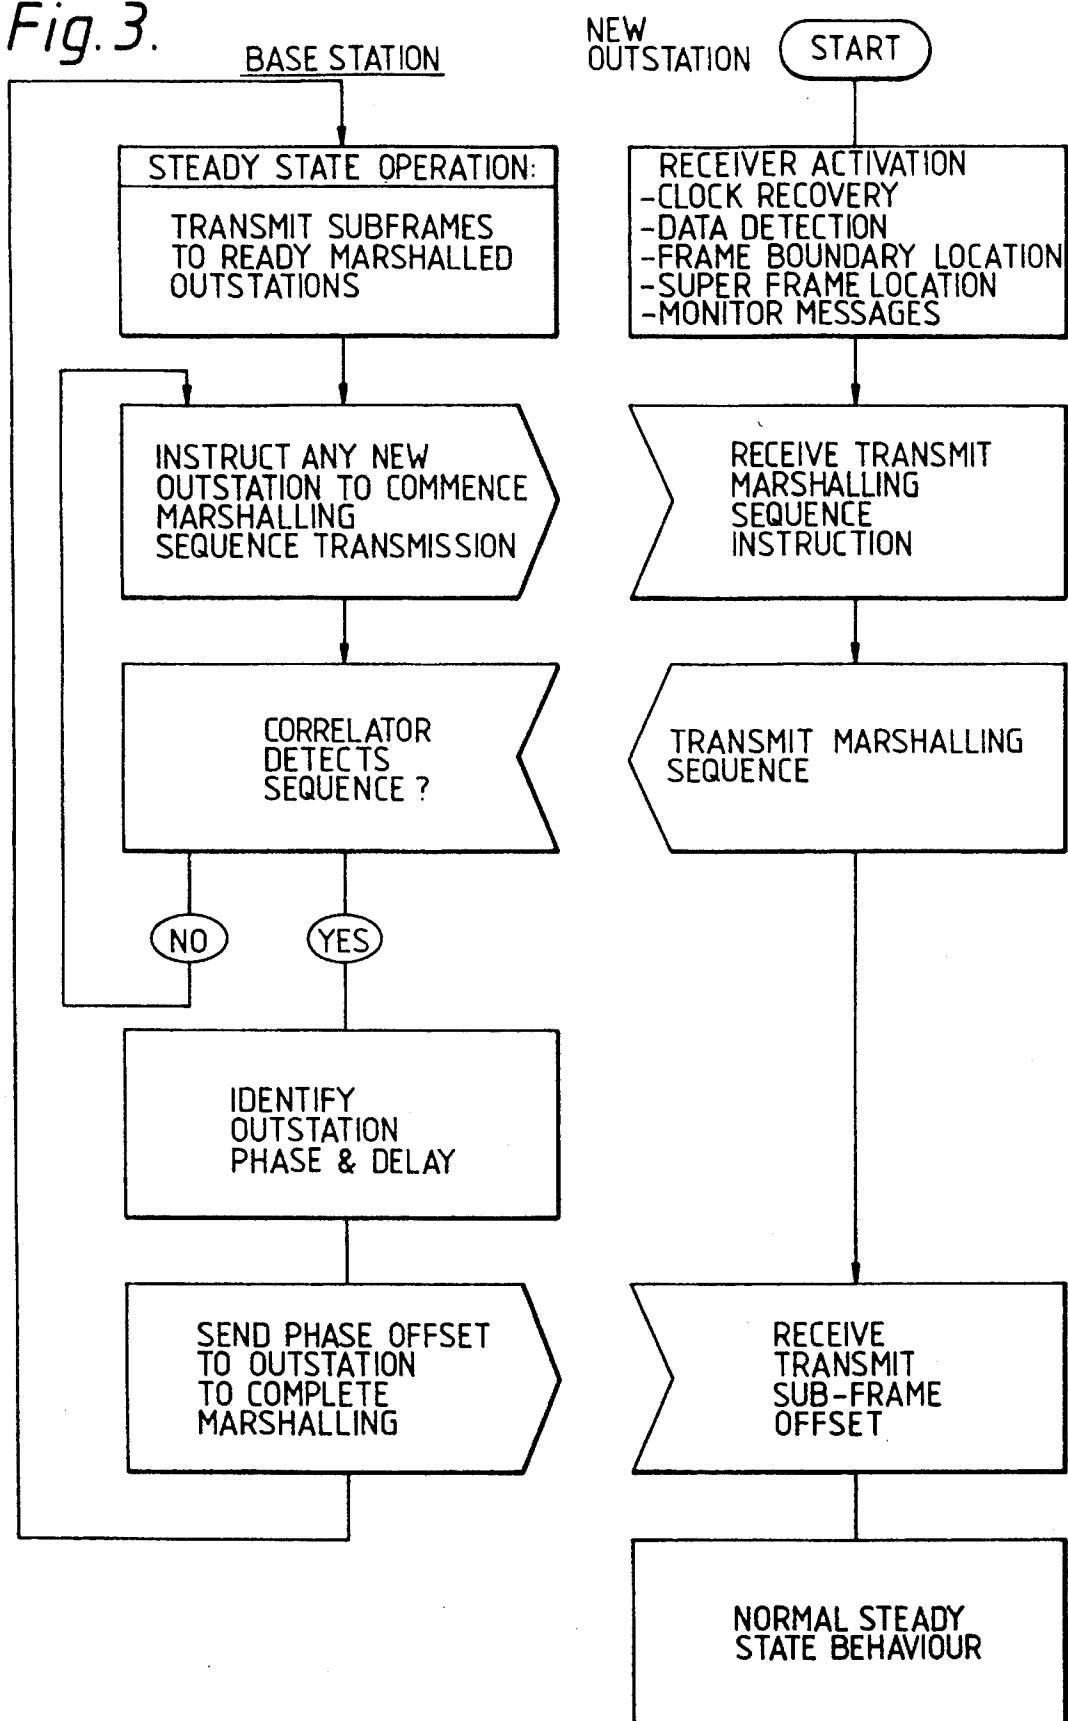 Fig. 3.
BASE STATION
NEW
OUTSTATION
START
STEADY STATE OPERATION:
TRANSMIT SUBFRAMES
TO READY MARSHALLED
OUTSTATIONS
RECEIVER ACTIVATION
-CLOCK RECOVERY
-DATA DETECTION
-FRAME BOUNDARY LOCATION
-SUPER FRAME LOCATION
-MONITOR MESSAGES
INSTRUCT ANY NEW
OUTSTATION TO COMMENCE
MARSHALLING
SEQUENCE TRANSMISSION
RECEIVE TRANSMIT
MARSHALLING
SEQUENCE
INSTRUCTION
CORRELATOR
DETECTS
SEQUENCE ?
TRANSMIT MARSHALLING
SEQUENCE
NO
YES
IDENTIFY
OUTSTATION
PHASE & DELAY
SEND PHASE OFFSET
TO OUTSTATION
TO COMPLETE
MARSHALLING
RECEIVE
TRANSMIT
SUB-FRAME
OFFSET
NORMAL STEADY
STATE BEHAVIOUR